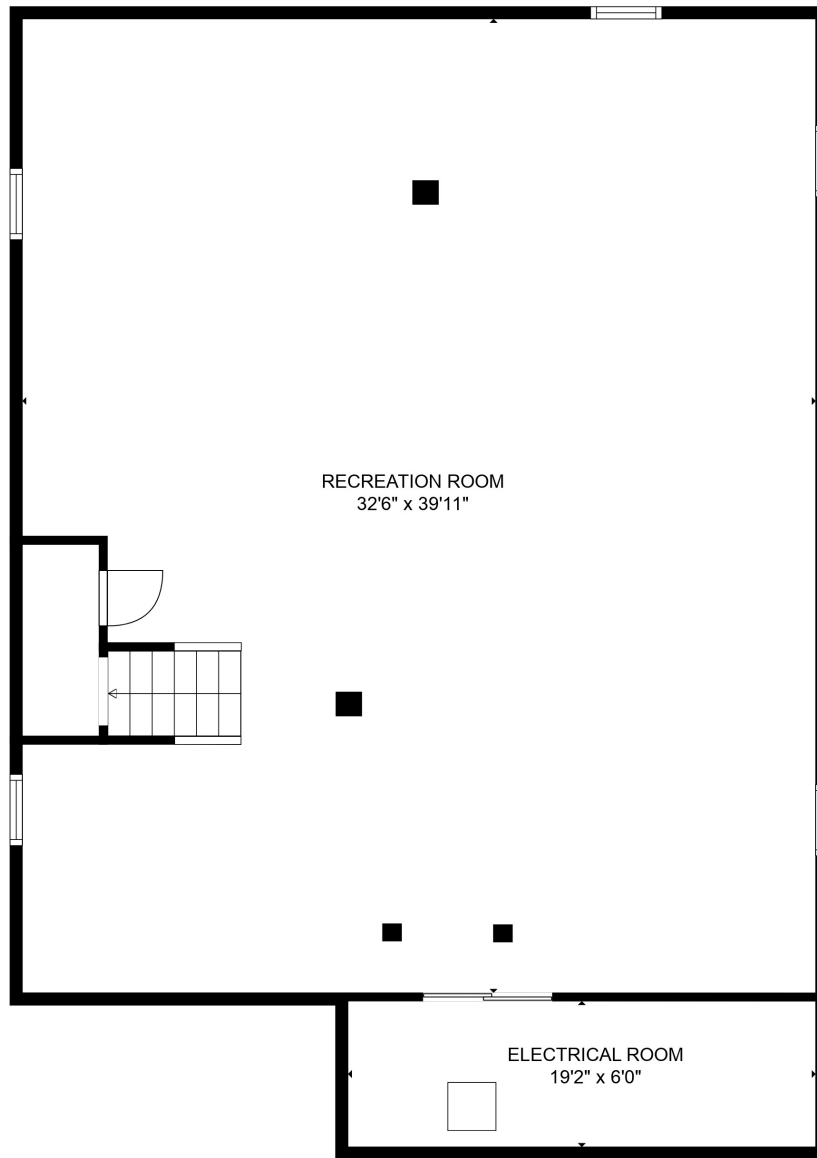 RECREATION ROOM
32'6" x 39'11"
ELECTRICAL ROOM
19'2" x 6'0"